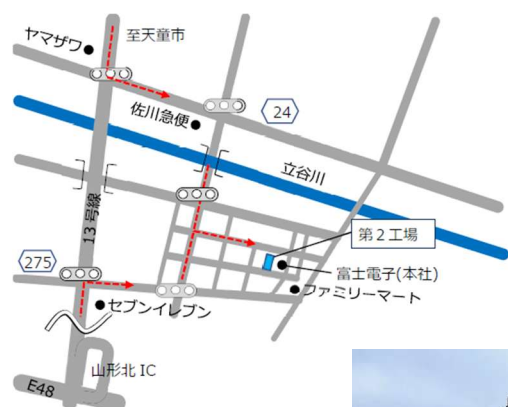 至天童市
ヤマザワ
24
佐川急便
立谷川
13号線
第2工場
275
富士電子(本社)
ファミリーマート
セブンイレブン
山形北IC
E48